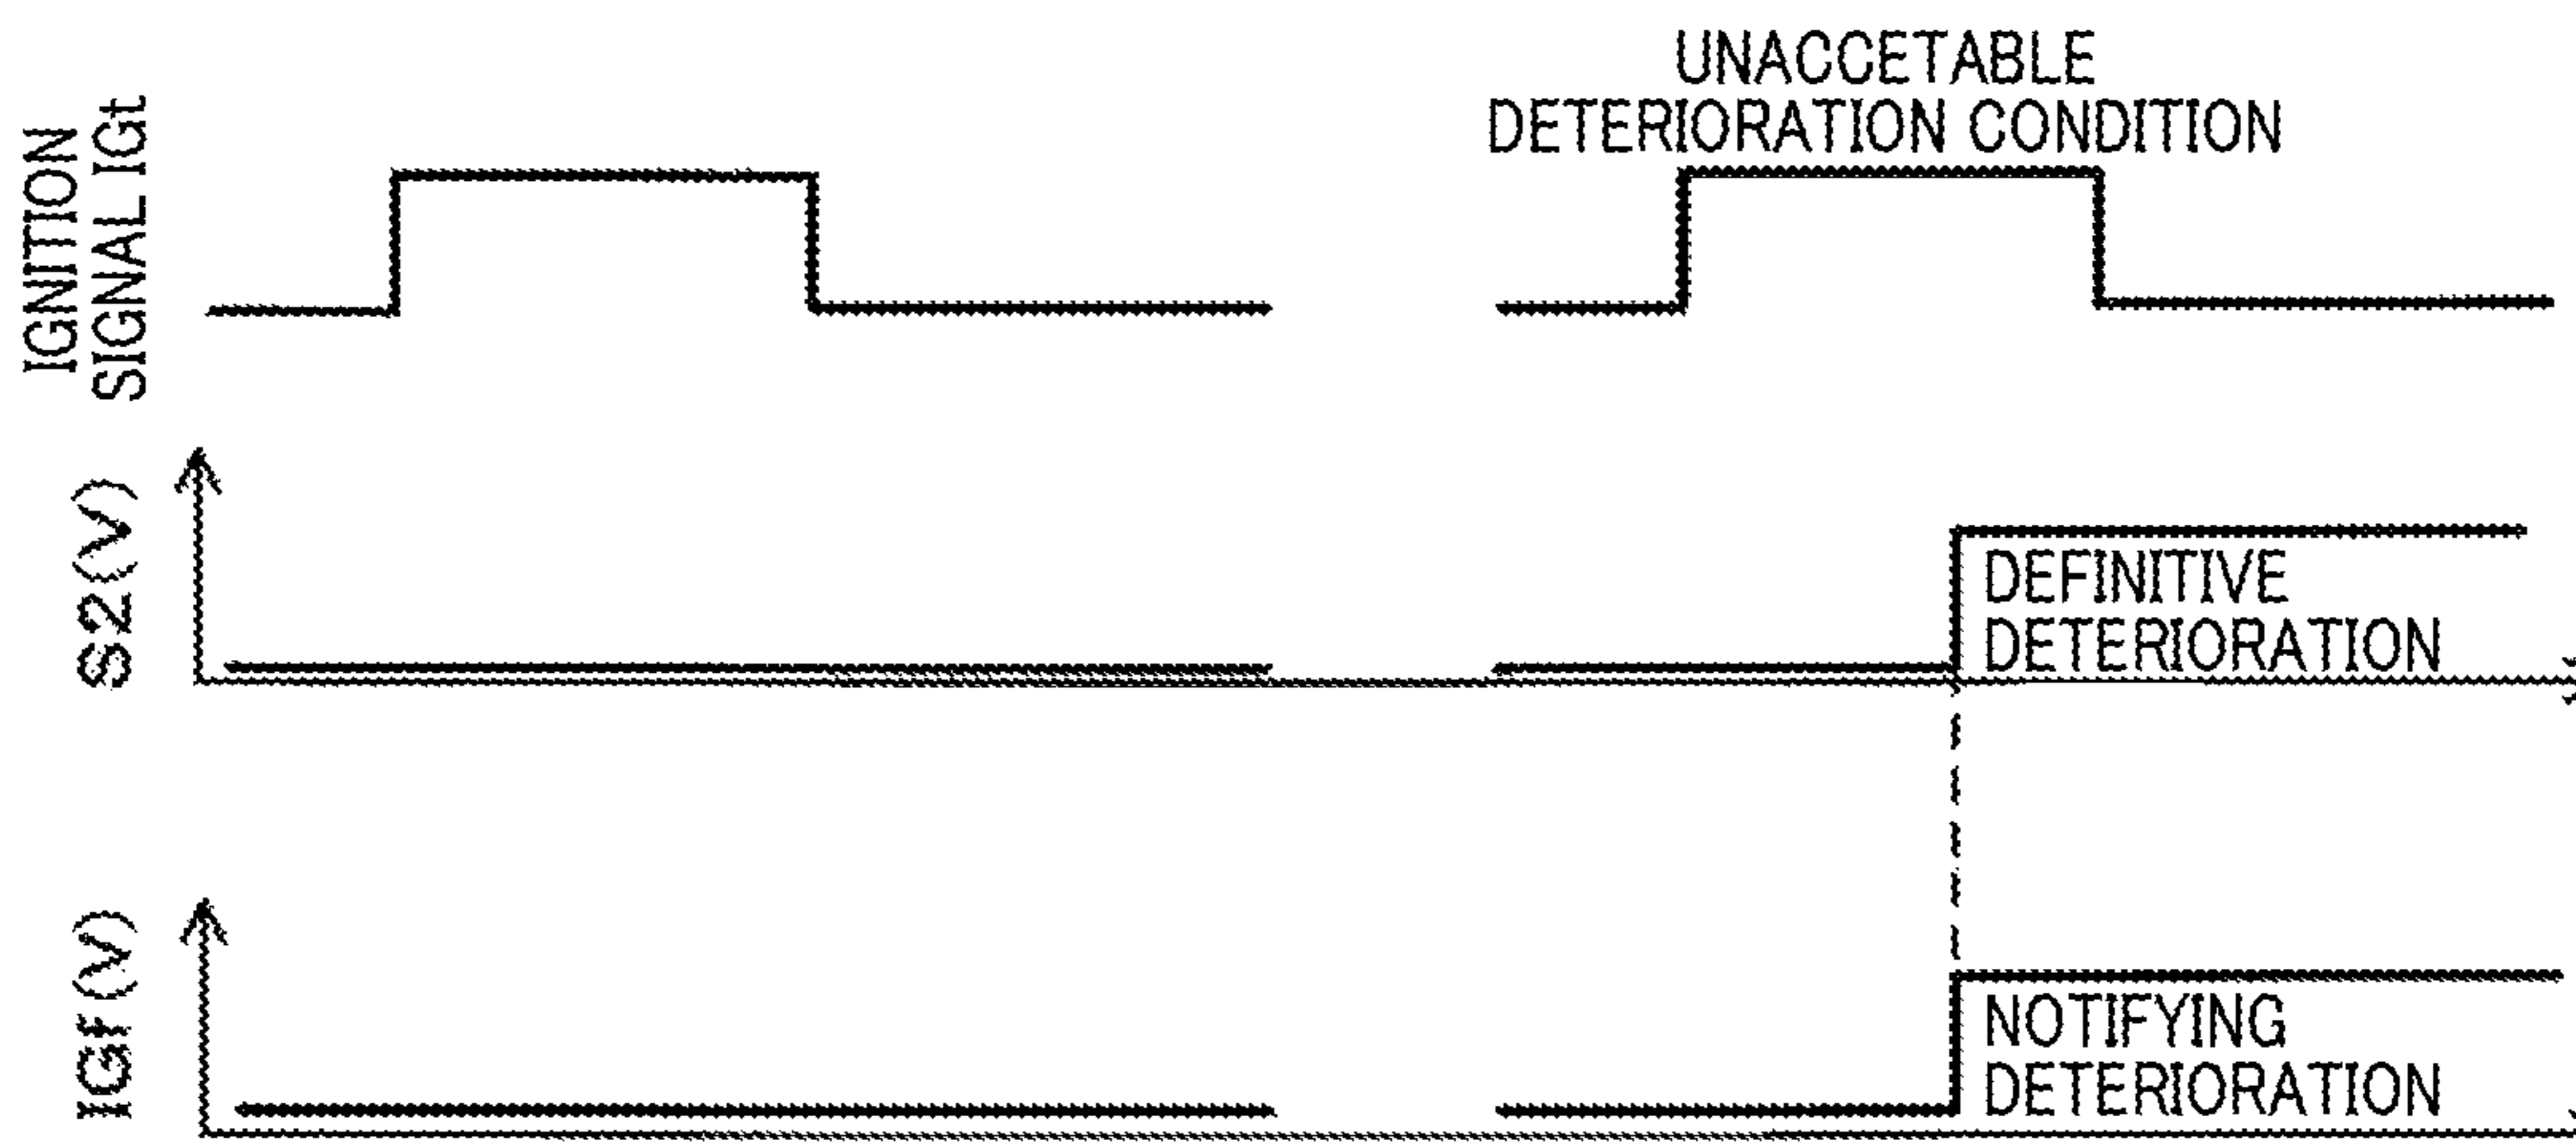 UNACCETABLE
DETERIORATION CONDITION
IGNITION
SIGNAL IGt
S2(V)
DEFINITIVE
DETERIORATION
IGf(V)
NOTIFYING
DETERIORATION